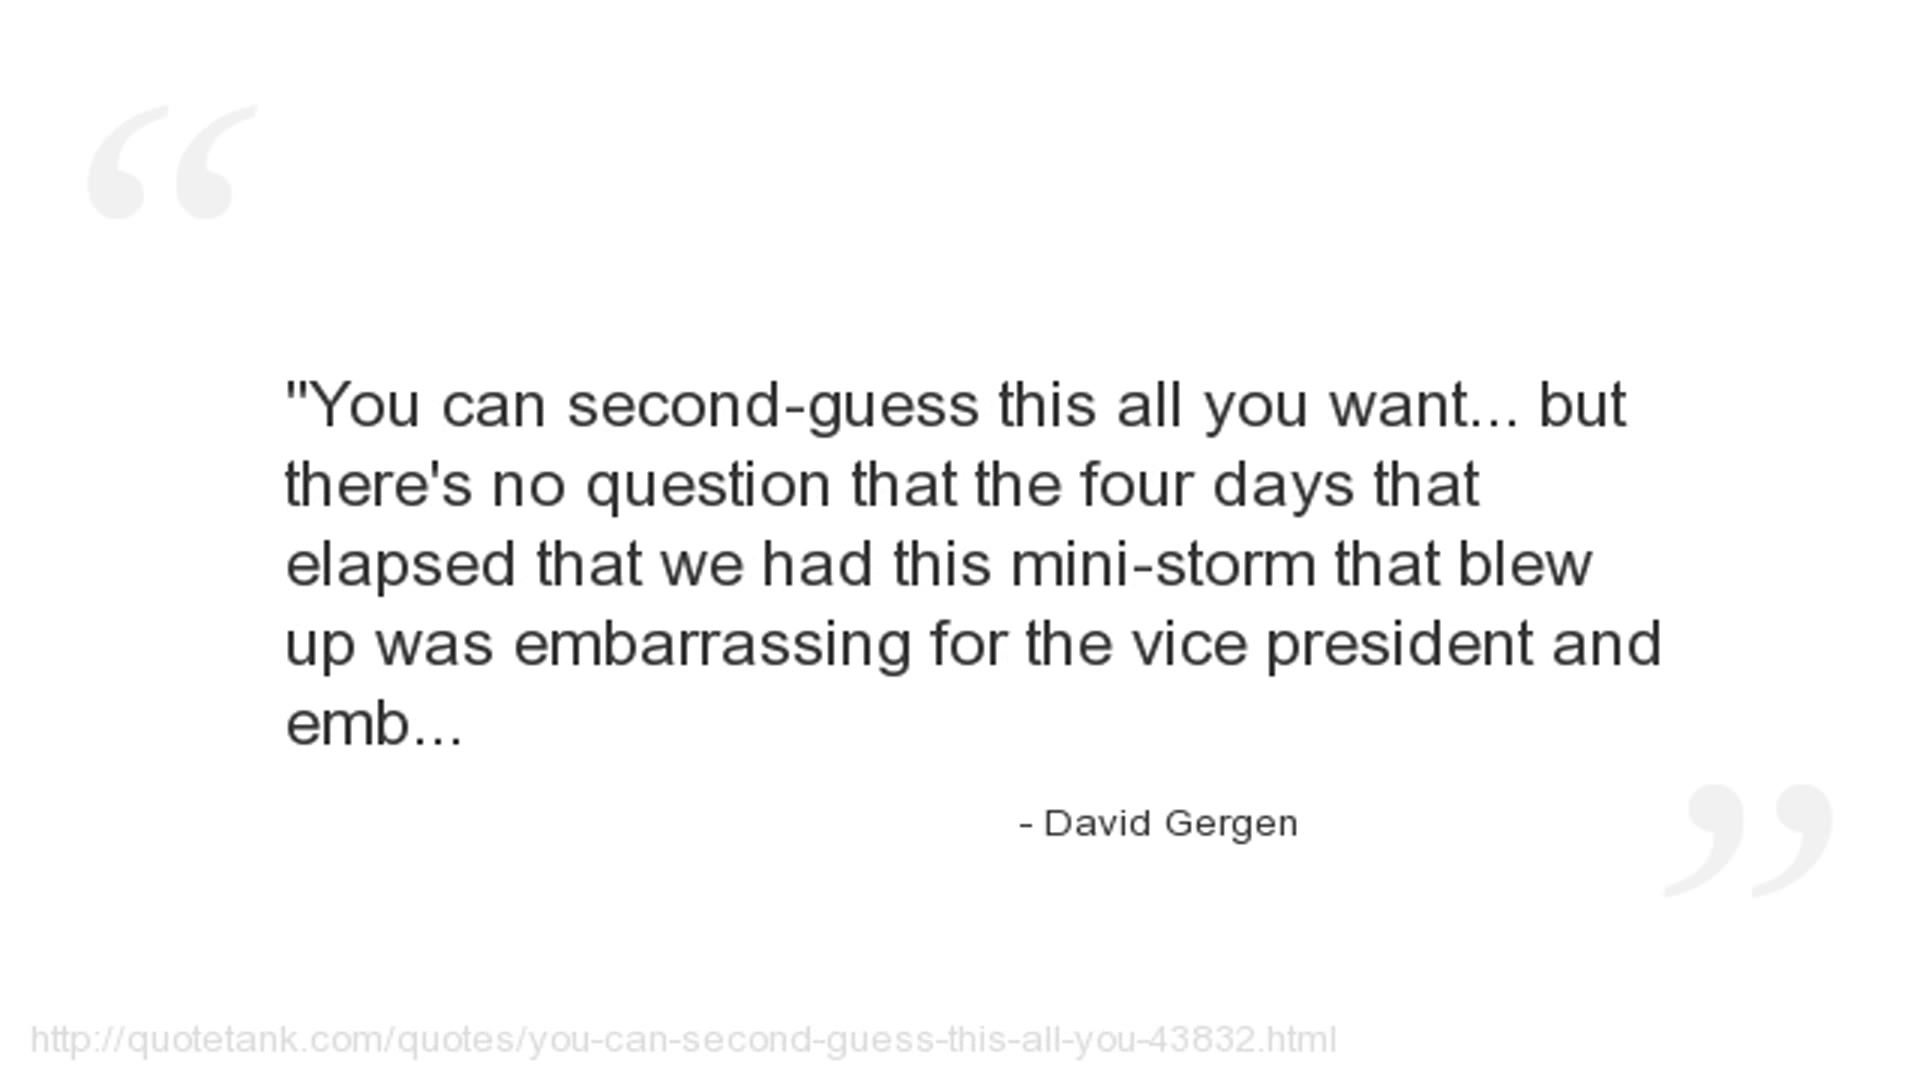 "You can second-guess this all you want... but
there's no question that the four days that
elapsed that we had this mini-storm that blew
up was embarrassing for the vice president and
emb...
- David Gergen
http://quotetank.com/quotes/you-can-second-guess-this-all-you-43832.html